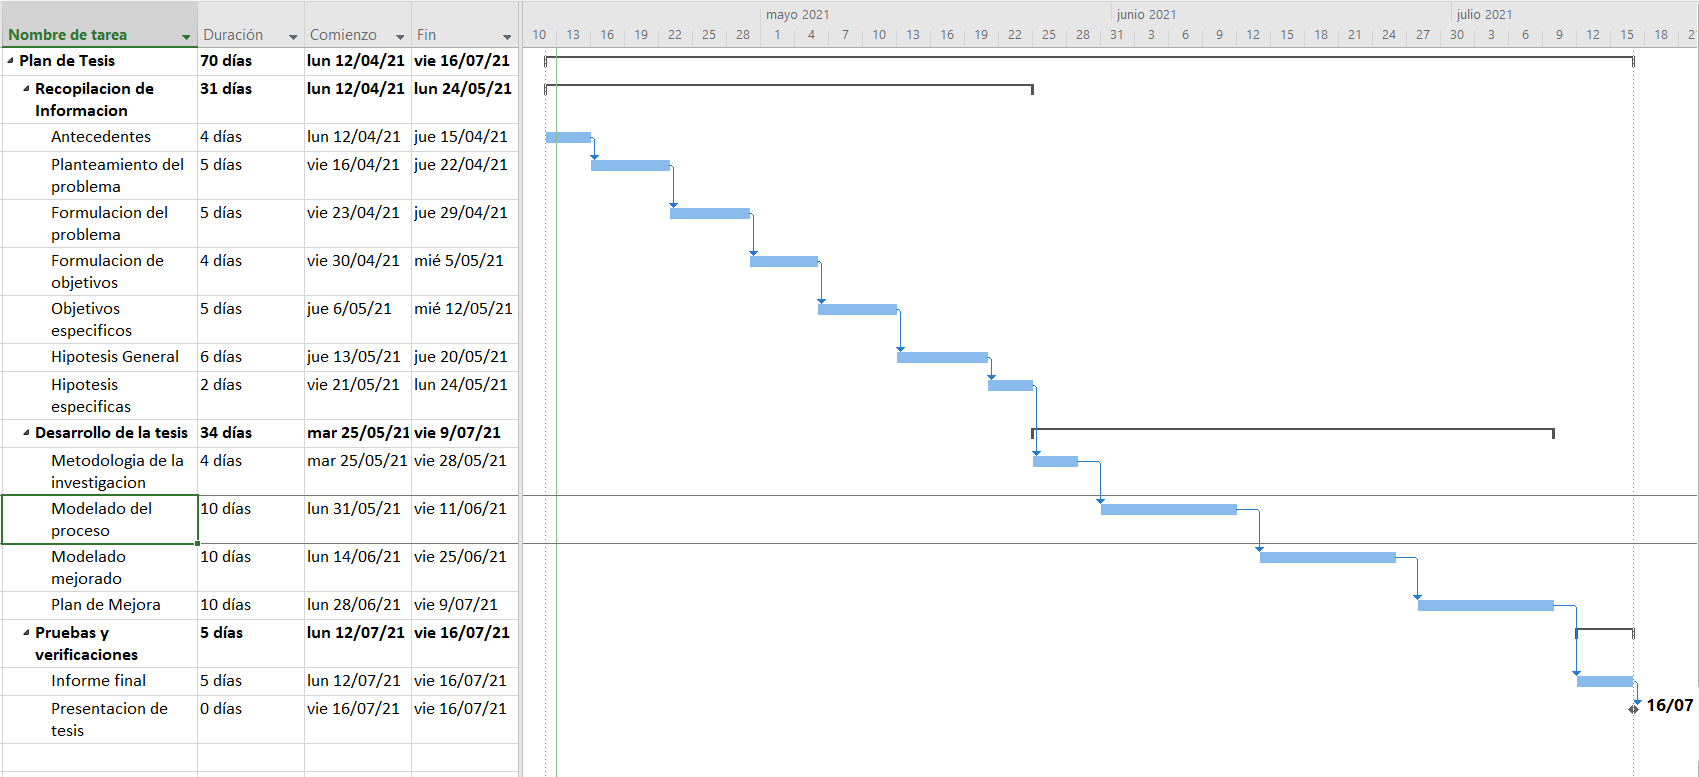 mayo 2021 junio 2021 julio 2021
Nombre de tarea Duración Comienzo Fin 10 13 16 19 22 25 28 1 4 7 10 13 16 19 22 25 28 31 3 6 9 12 15 18 21 24 27 30 3 6 9 12 15 18 2
Plan de Tesis 70 días lun 12/04/21 vie 16/07/21
Recopilacion de
Informacion 31 días lun 12/04/21 lun 24/05/21
Antecedentes 4 días lun 12/04/21 jue 15/04/21
Planteamiento del
problema 5 días vie 16/04/21 jue 22/04/21
Formulacion del
problema 5 días vie 23/04/21 jue 29/04/21
Formulacion de
objetivos 4 días vie 30/04/21 mié 5/05/21
Objetivos
especificos 5 días jue 6/05/21 mié 12/05/21
Hipotesis General 6 días jue 13/05/21 jue 20/05/21
Hipotesis
especificas 2 días vie 21/05/21 lun 24/05/21
Desarrollo de la tesis 34 días mar 25/05/21 vie 9/07/21
Metodologia de la
investigacion 4 días mar 25/05/21 vie 28/05/21
Modelado del
proceso 10 días lun 31/05/21 vie 11/06/21
Modelado
mejorado 10 días lun 14/06/21 vie 25/06/21
Plan de Mejora 10 días lun 28/06/21 vie 9/07/21
Pruebas y
verificaciones 5 días lun 12/07/21 vie 16/07/21
Informe final 5 días lun 12/07/21 vie 16/07/21
Presentacion de
tesis 0 días vie 16/07/21 vie 16/07/21 16/07